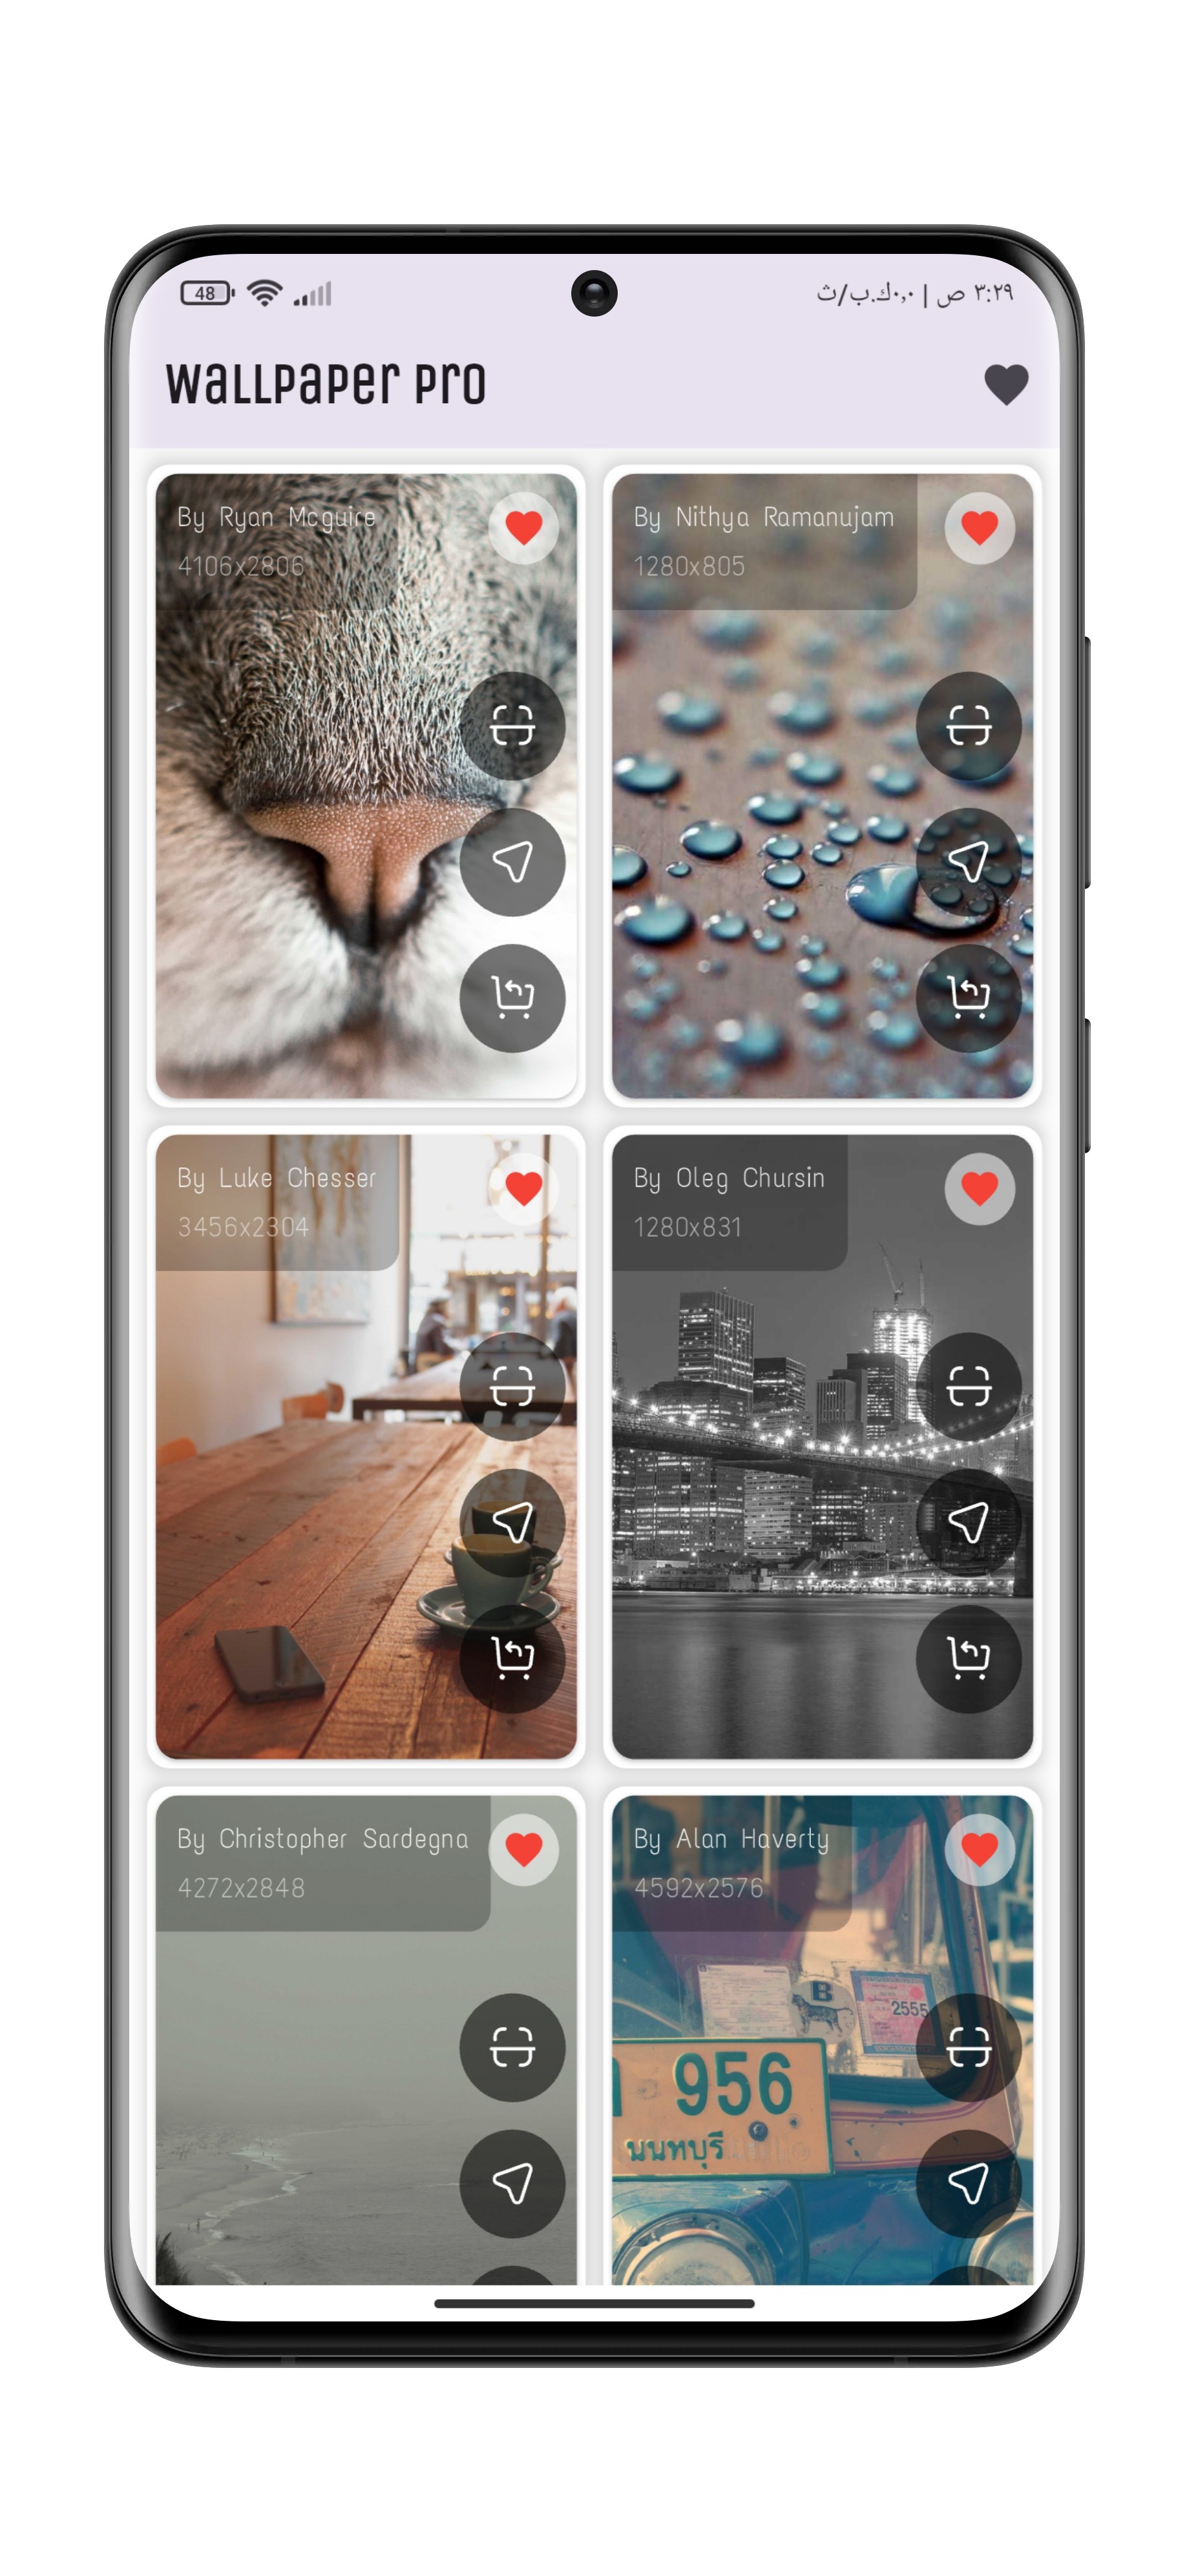 48
٣:٢٩ ص | ٠,٠ك.ب/ث
Wallpaper Pro
By Ryan Mcguire
4106x2806
By Nithya Ramanujam
1280x805
By Luke Chesser
3456x2304
By Oleg Chursin
1280x831
By Christopher Sardegna
4272x2848
By Alan Haverty
4592x2576
B
2555
956
นนทบุรี